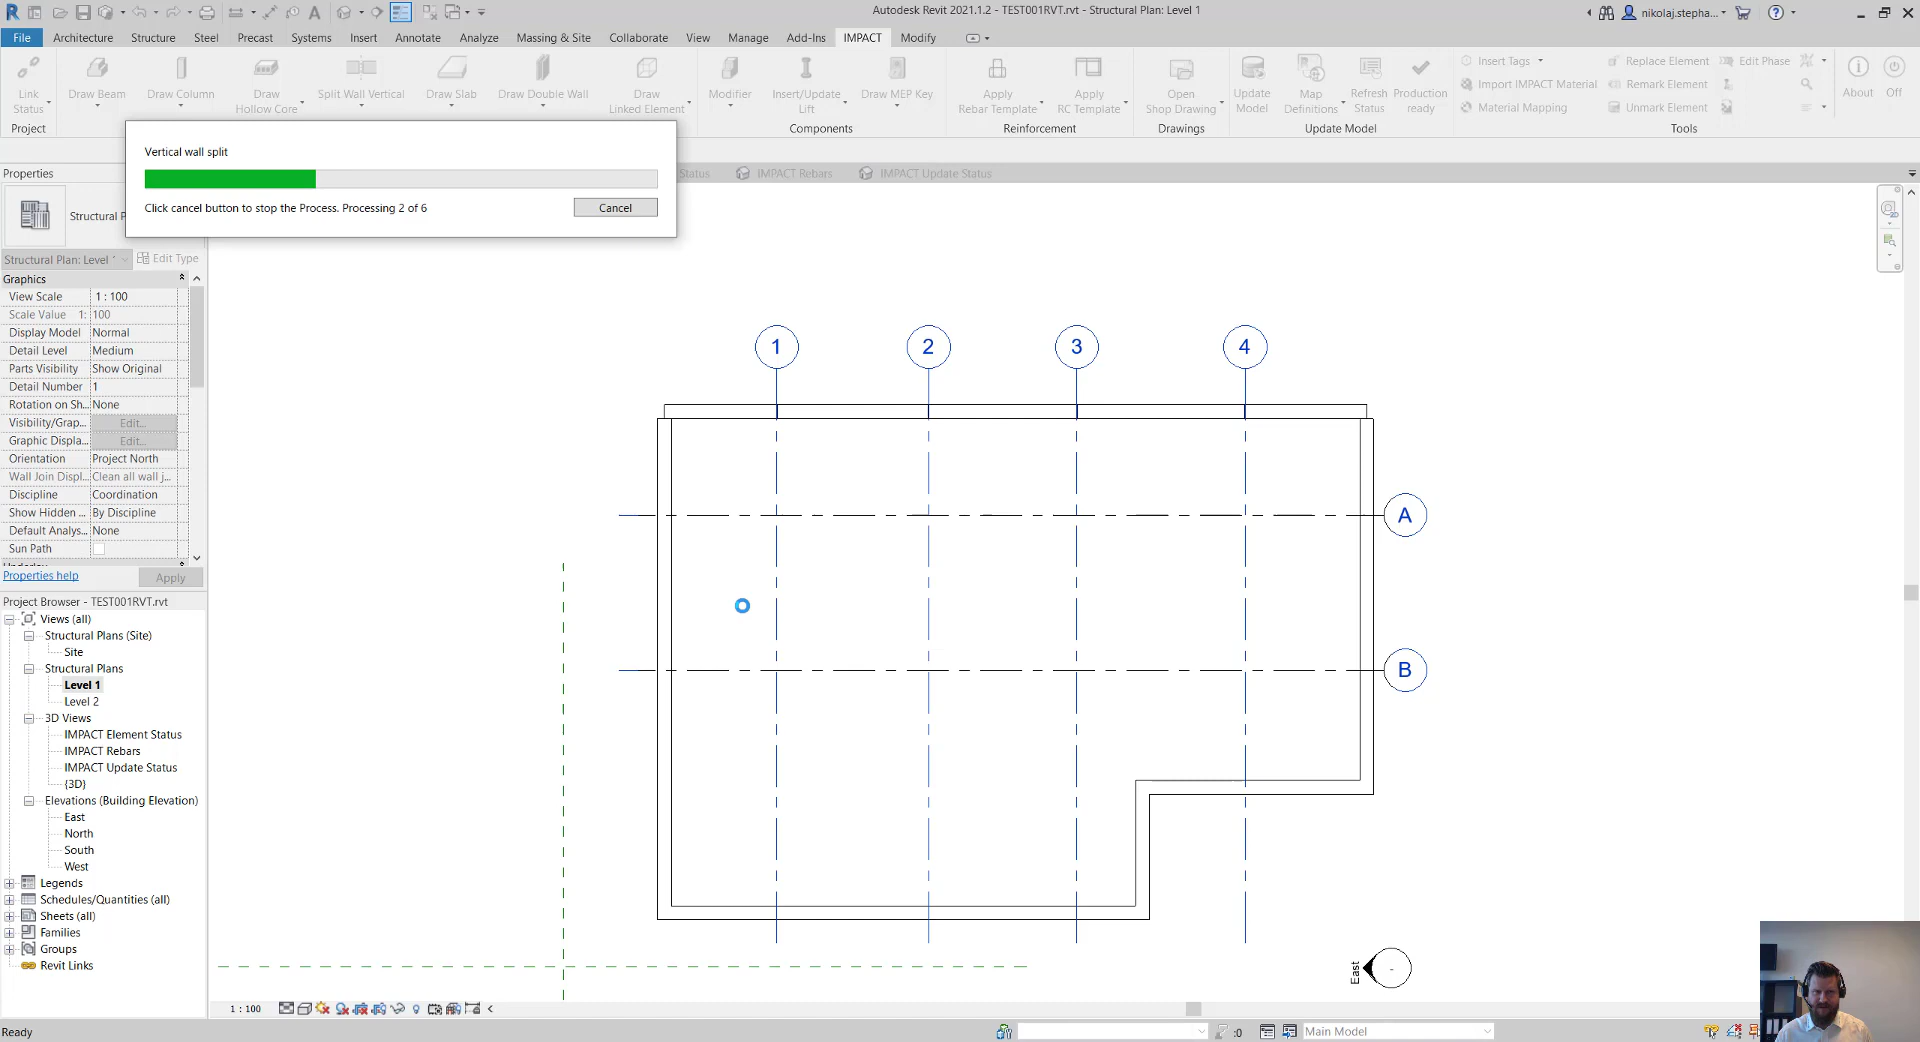 Autodesk Revit 2021.1.2 - TEST001RVT.rvt - Structural Plan: Level 1
nikolaj.stepha...
File Architecture Structure Steel Precast Systems Insert Annotate Analyze Massing & Site Collaborate View Manage Add-Ins IMPACT Modify
Link Status
Draw Beam
Draw Column
Draw Hollow Core
Split Wall Vertical
Draw Slab
Draw Double Wall
Draw Linked Element
Modifier
Insert/Update Lift
Draw MEP Key
Apply Rebar Template
Apply RC Template
Open Shop Drawing
Update Model
Map Definitions
Refresh Status
Production ready
Insert Tags
Import IMPACT Material
Material Mapping
Replace Element
Remark Element
Unmark Element
Edit Phase
About
Off
Project
Components
Reinforcement
Drawings
Update Model
Tools
Vertical wall split
Click cancel button to stop the Process. Processing 2 of 6
Cancel
Status
IMPACT Rebars
IMPACT Update Status
Properties
Structural P
Structural Plan: Level
Edit Type
Graphics
View Scale 1 : 100
Scale Value 1: 100
Display Model Normal
Detail Level Medium
Parts Visibility Show Original
Detail Number 1
Rotation on Sh... None
Visibility/Grap... Edit...
Graphic Displa... Edit...
Orientation Project North
Wall Join Displ... Clean all wall j...
Discipline Coordination
Show Hidden ... By Discipline
Default Analys... None
Sun Path
Properties help
Apply
Project Browser - TEST001RVT.rvt
Views (all)
Structural Plans (Site)
Site
Structural Plans
Level 1
Level 2
3D Views
IMPACT Element Status
IMPACT Rebars
IMPACT Update Status
{3D}
Elevations (Building Elevation)
East
North
South
West
Legends
Schedules/Quantities (all)
Sheets (all)
Families
Groups
Revit Links
1 2 3 4
A
B
East
-
1 : 100
Ready
:0
Main Model